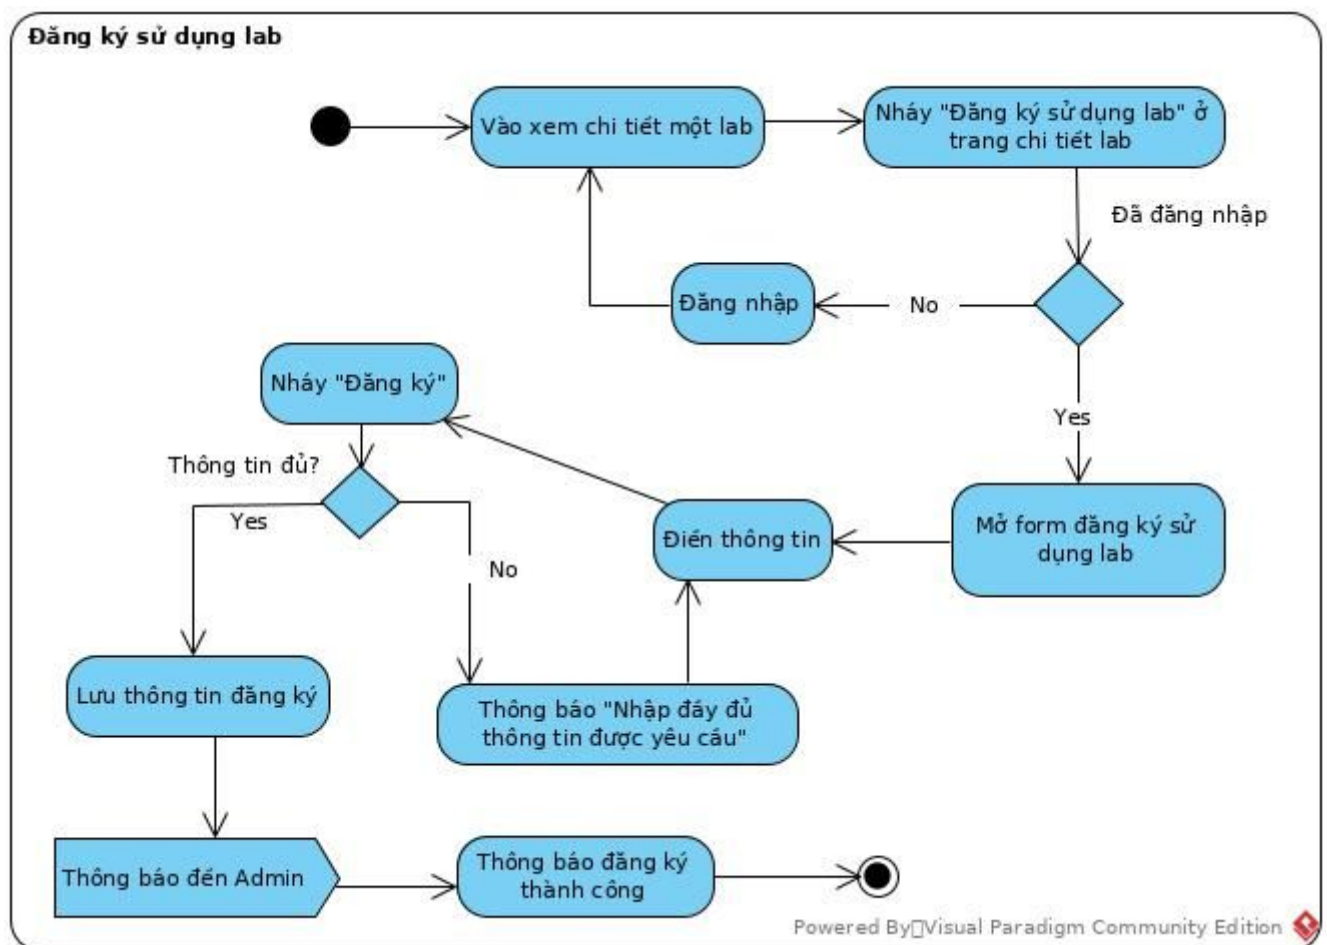 Đăng ký sử dụng lab
Vào xem chi tiết một lab
Nháy "Đăng ký sử dụng lab" ở
trang chi tiết lab
Đã đăng nhập
Đăng nhập
No
Yes
Nháy "Đăng ký"
Thông tin đủ?
Yes
No
Điền thông tin
Mở form đăng ký sử
dụng lab
Lưu thông tin đăng ký
Thông báo "Nhập đầy đủ
thông tin được yêu cầu"
Thông báo đến Admin
Thông báo đăng ký
thành công
Powered By▯Visual Paradigm Community Edition